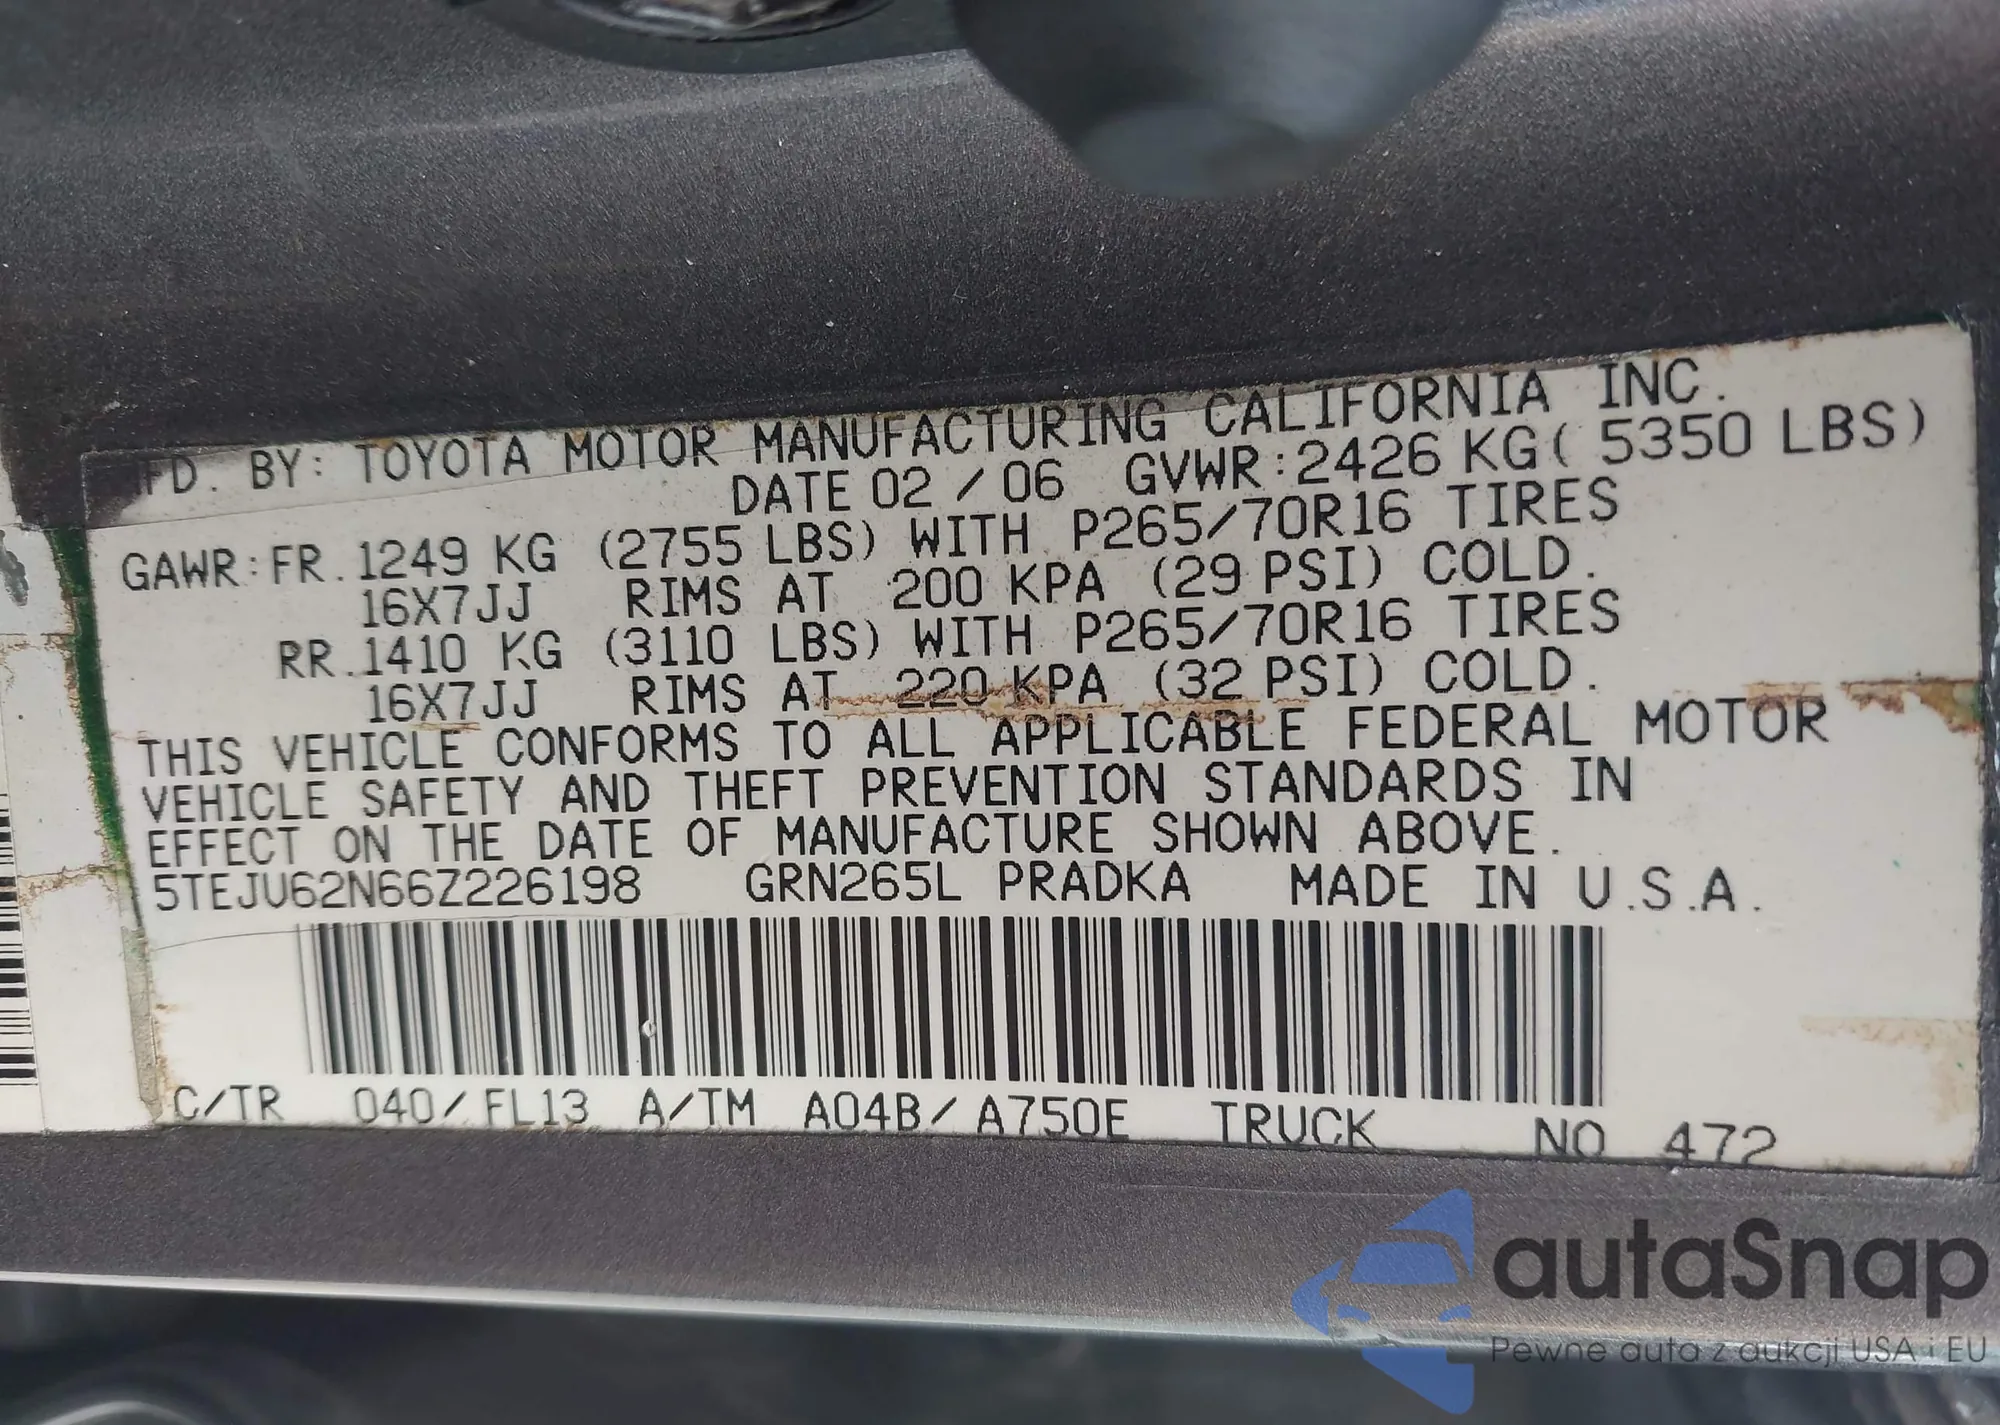 MFD. BY: TOYOTA MOTOR MANUFACTURING CALIFORNIA INC.
DATE 02 / 06 GVWR:2426 KG( 5350 LBS)
GAWR:FR.1249 KG (2755 LBS) WITH P265/70R16 TIRES
16X7JJ RIMS AT 200 KPA (29 PSI) COLD.
RR.1410 KG (3110 LBS) WITH P265/70R16 TIRES
16X7JJ RIMS AT 220 KPA (32 PSI) COLD.
THIS VEHICLE CONFORMS TO ALL APPLICABLE FEDERAL MOTOR
VEHICLE SAFETY AND THEFT PREVENTION STANDARDS IN
EFFECT ON THE DATE OF MANUFACTURE SHOWN ABOVE.
5TEJU62N66Z226198 GRN265L PRADKA MADE IN U.S.A.
C/TR 040/FL13 A/TM A04B/A750E TRUCK NO 472
autaSnap
Pewne auta z aukcji USA i EU